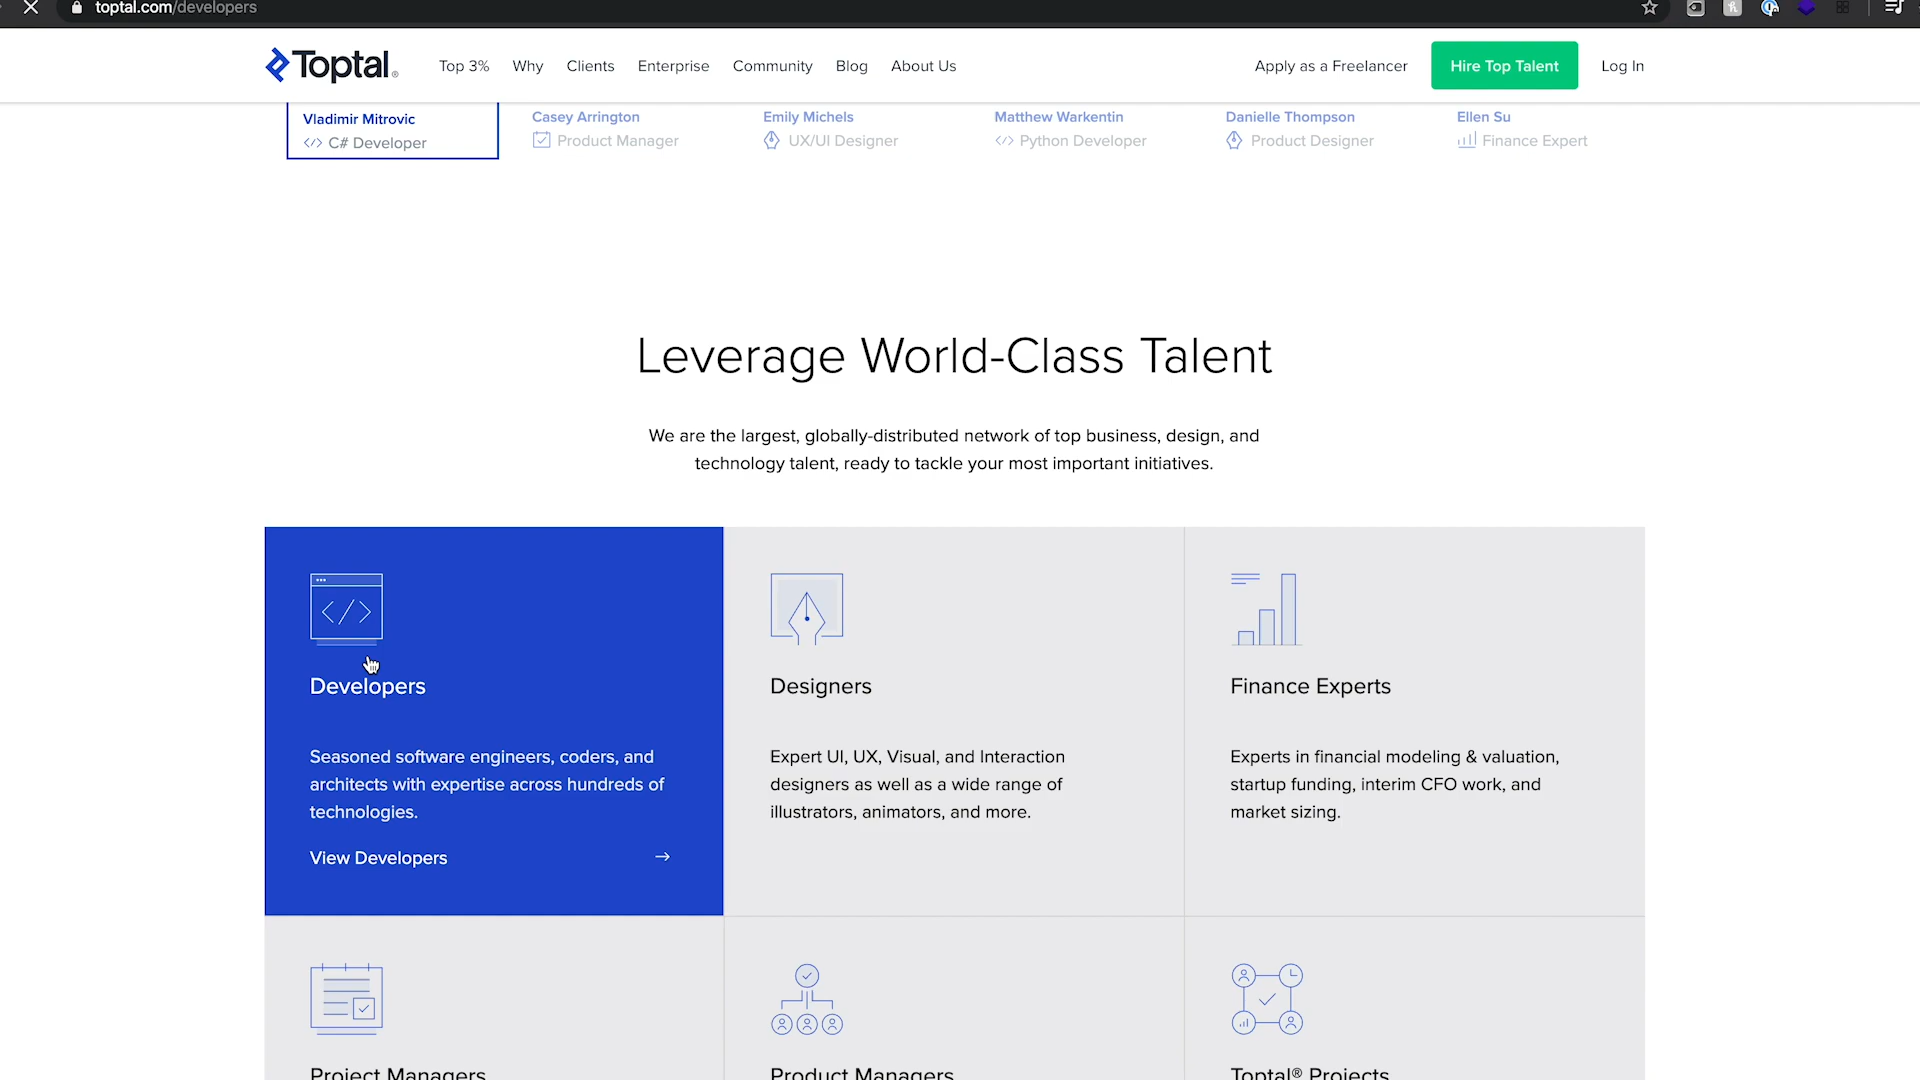 toptal.com/developers
Toptal®
Top 3%
Why
Clients
Enterprise
Community
Blog
About Us
Apply as a Freelancer
Hire Top Talent
Log In
Vladimir Mitrovic
C# Developer
Casey Arrington
Product Manager
Emily Michels
UX/UI Designer
Matthew Warkentin
Python Developer
Danielle Thompson
Product Designer
Ellen Su
Finance Expert
Leverage World-Class Talent
We are the largest, globally-distributed network of top business, design, and
technology talent, ready to tackle your most important initiatives.
Developers
Seasoned software engineers, coders, and
architects with expertise across hundreds of
technologies.
View Developers →
Designers
Expert UI, UX, Visual, and Interaction
designers as well as a wide range of
illustrators, animators, and more.
Finance Experts
Experts in financial modeling & valuation,
startup funding, interim CFO work, and
market sizing.
Project Managers
Product Managers
Toptal® Projects